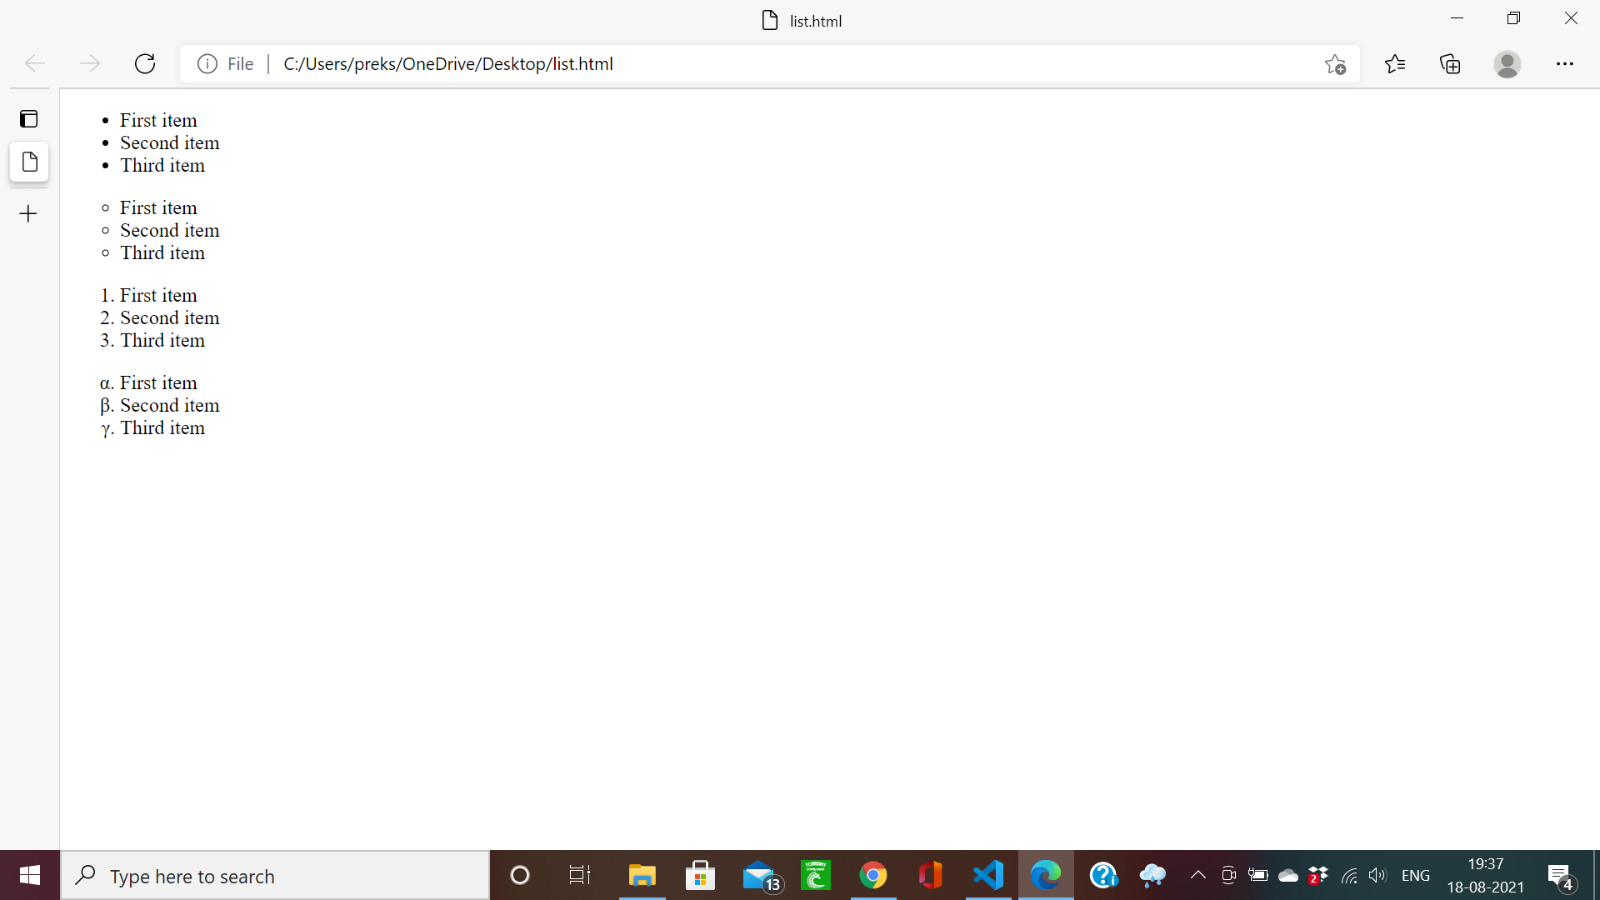 list.html
File | C:/Users/preks/OneDrive/Desktop/list.html
• First item
• Second item
• Third item
◦ First item
◦ Second item
◦ Third item
1. First item
2. Second item
3. Third item
α. First item
β. Second item
γ. Third item
Type here to search
13
2
ENG
19:37
18-08-2021
4